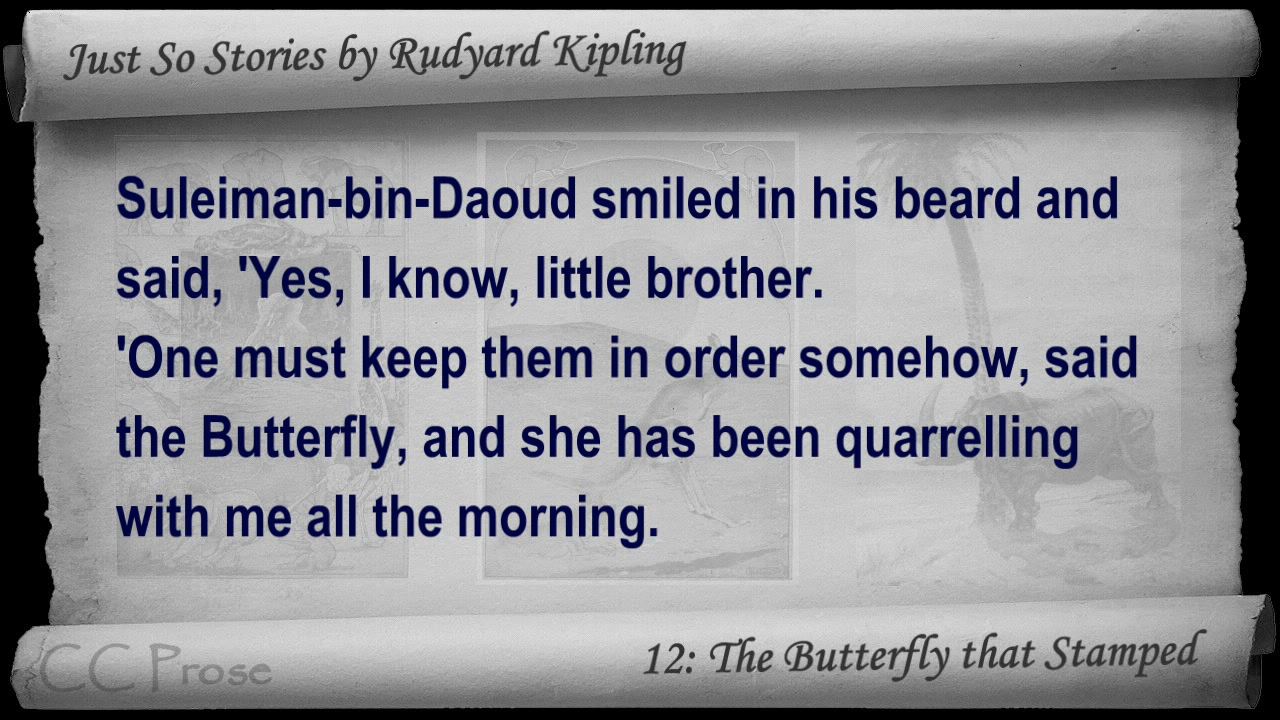 Just So Stories by Rudyard Kipling
Suleiman-bin-Daoud smiled in his beard and
said, 'Yes, I know, little brother.
'One must keep them in order somehow, said
the Butterfly, and she has been quarrelling
with me all the morning.
CC Prose
12: The Butterfly that Stamped